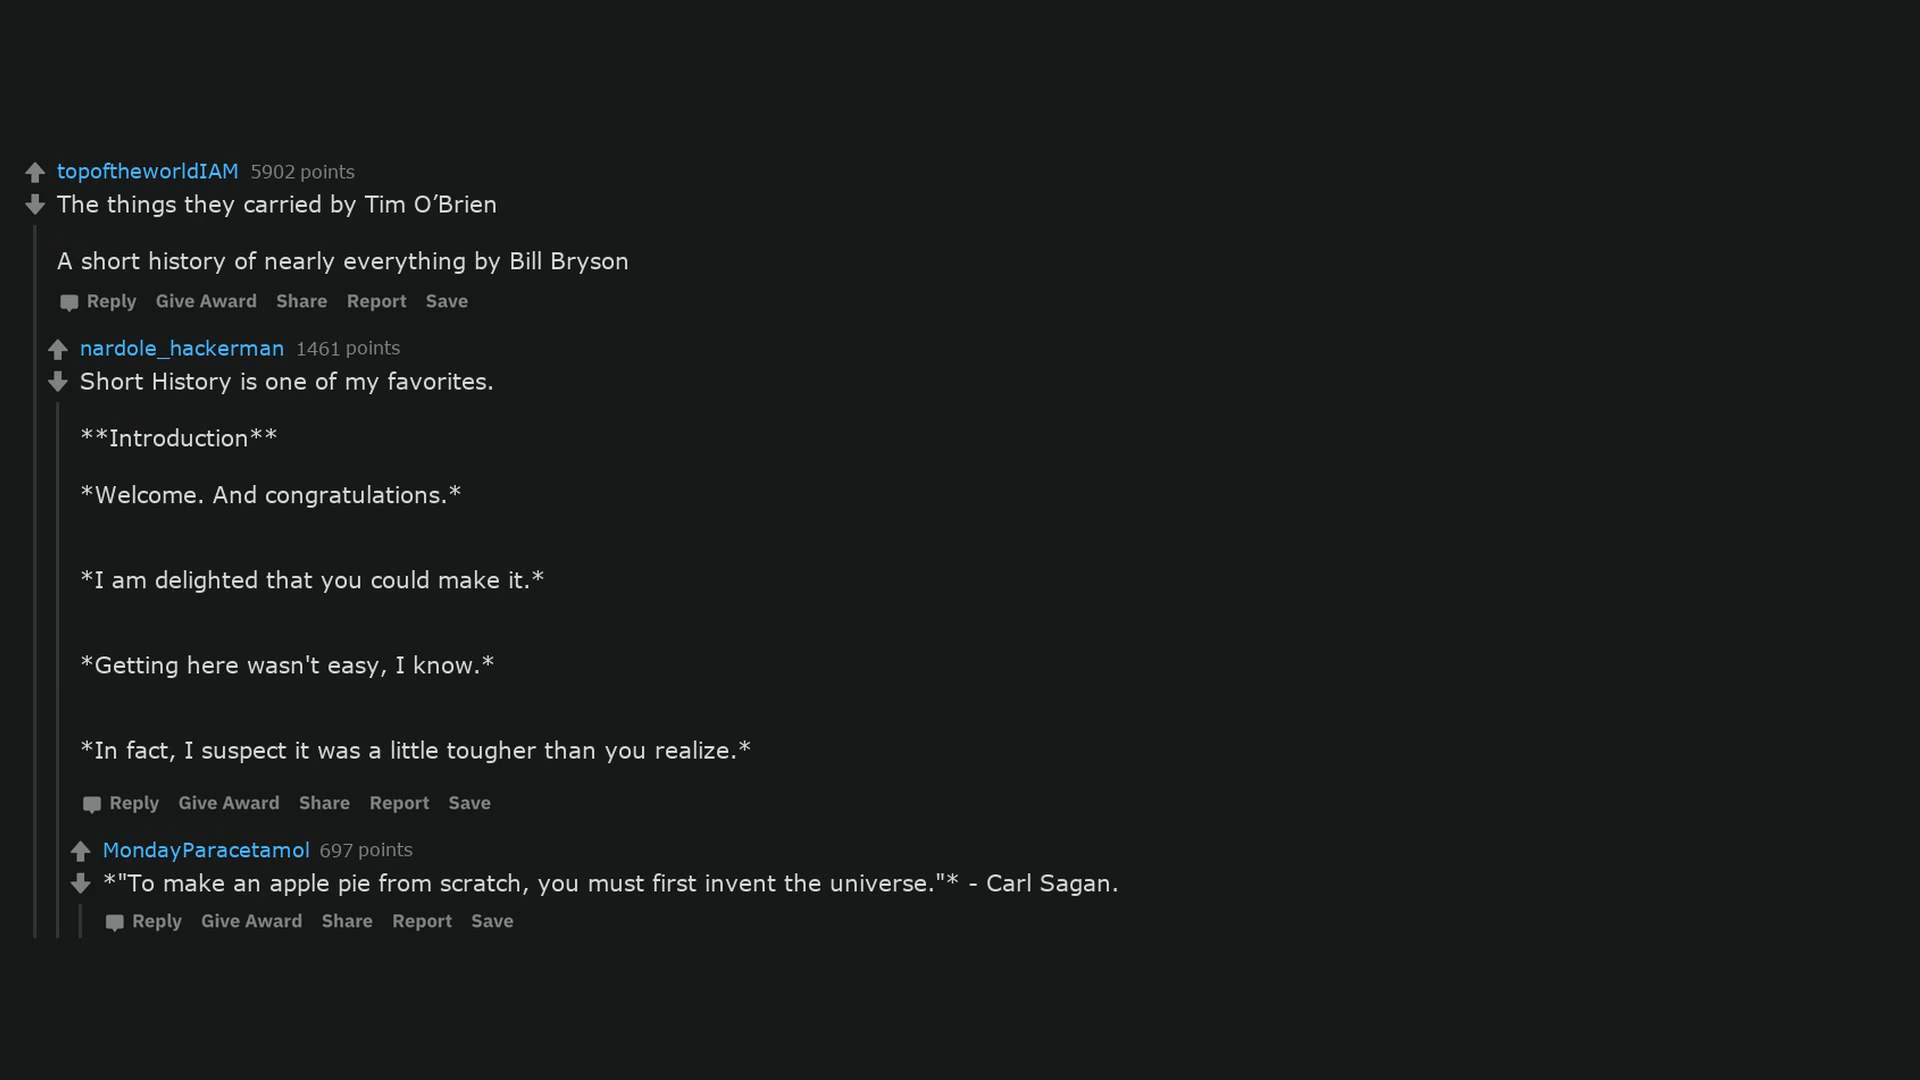 topoftheworldIAM 5902 points
The things they carried by Tim O’Brien
A short history of nearly everything by Bill Bryson
Reply Give Award Share Report Save
nardole_hackerman 1461 points
Short History is one of my favorites.
**Introduction**
*Welcome. And congratulations.*
*I am delighted that you could make it.*
*Getting here wasn't easy, I know.*
*In fact, I suspect it was a little tougher than you realize.*
Reply Give Award Share Report Save
MondayParacetamol 697 points
*"To make an apple pie from scratch, you must first invent the universe."* - Carl Sagan.
Reply Give Award Share Report Save